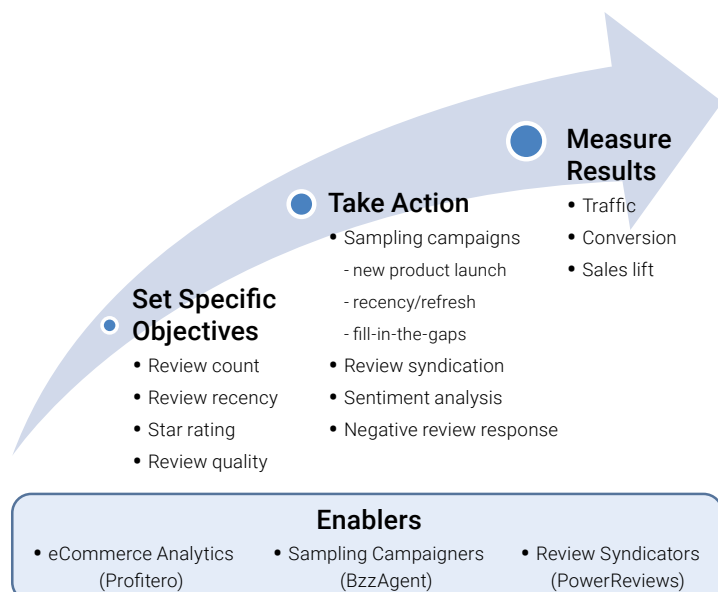 Set Specific
Objectives
• Review count
• Review recency
• Star rating
• Review quality
Take Action
• Sampling campaigns
- new product launch
- recency/refresh
- fill-in-the-gaps
• Review syndication
• Sentiment analysis
• Negative review response
Measure
Results
• Traffic
• Conversion
• Sales lift
Enablers
• eCommerce Analytics
(Profitero)
• Sampling Campaigners
(BzzAgent)
• Review Syndicators
(PowerReviews)